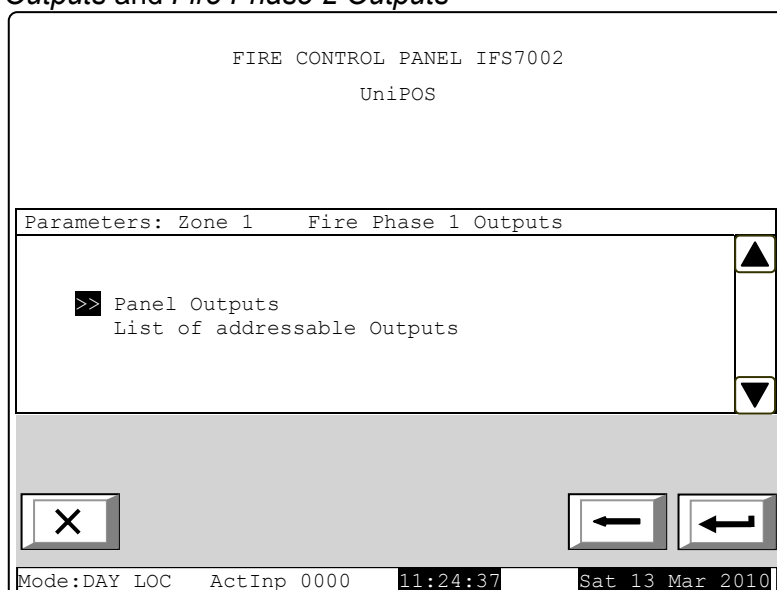 Outputs and Fire Phase 2 Outputs
FIRE CONTROL PANEL IFS7002
UniPOS
Parameters: Zone 1 Fire Phase 1 Outputs
>> Panel Outputs
List of addressable Outputs
Mode:DAY LOC ActInp 0000 11:24:37 Sat 13 Mar 2010